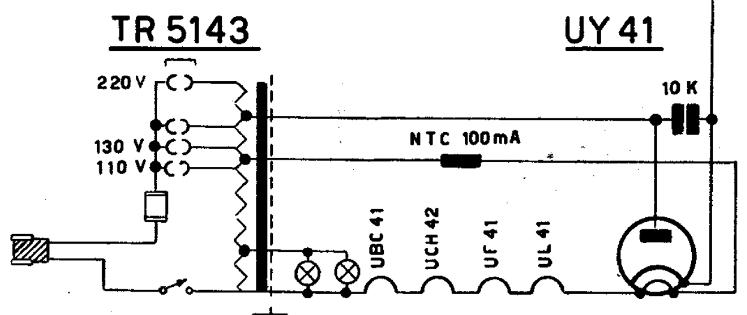 TR 5143
UY 41
220 V
10 K
130 V
NTC 100mA
110 V
UBC 41
UCH 42
UF 41
UL 41